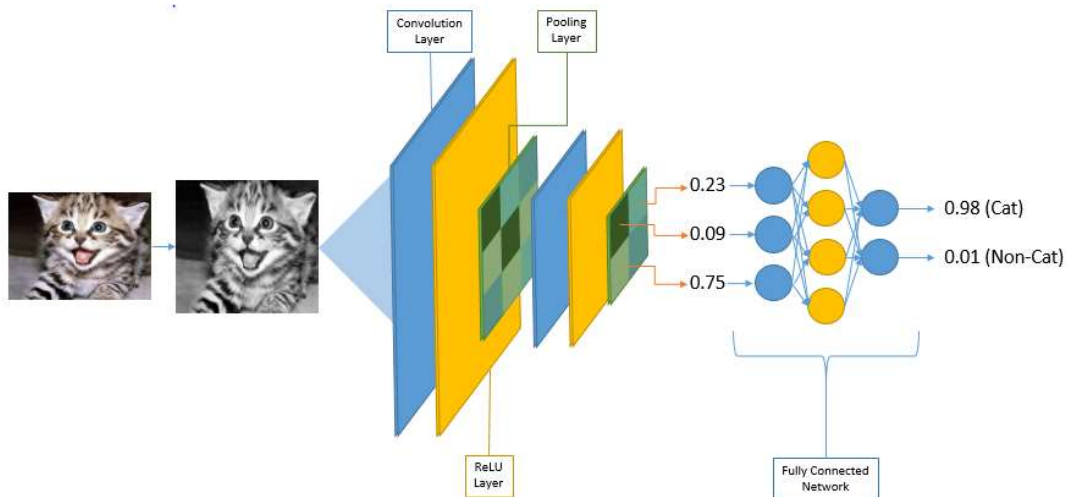 Convolution
Layer
Pooling
Layer
0.23
0.09
0.75
0.98 (Cat)
0.01 (Non-Cat)
ReLU
Layer
Fully Connected
Network